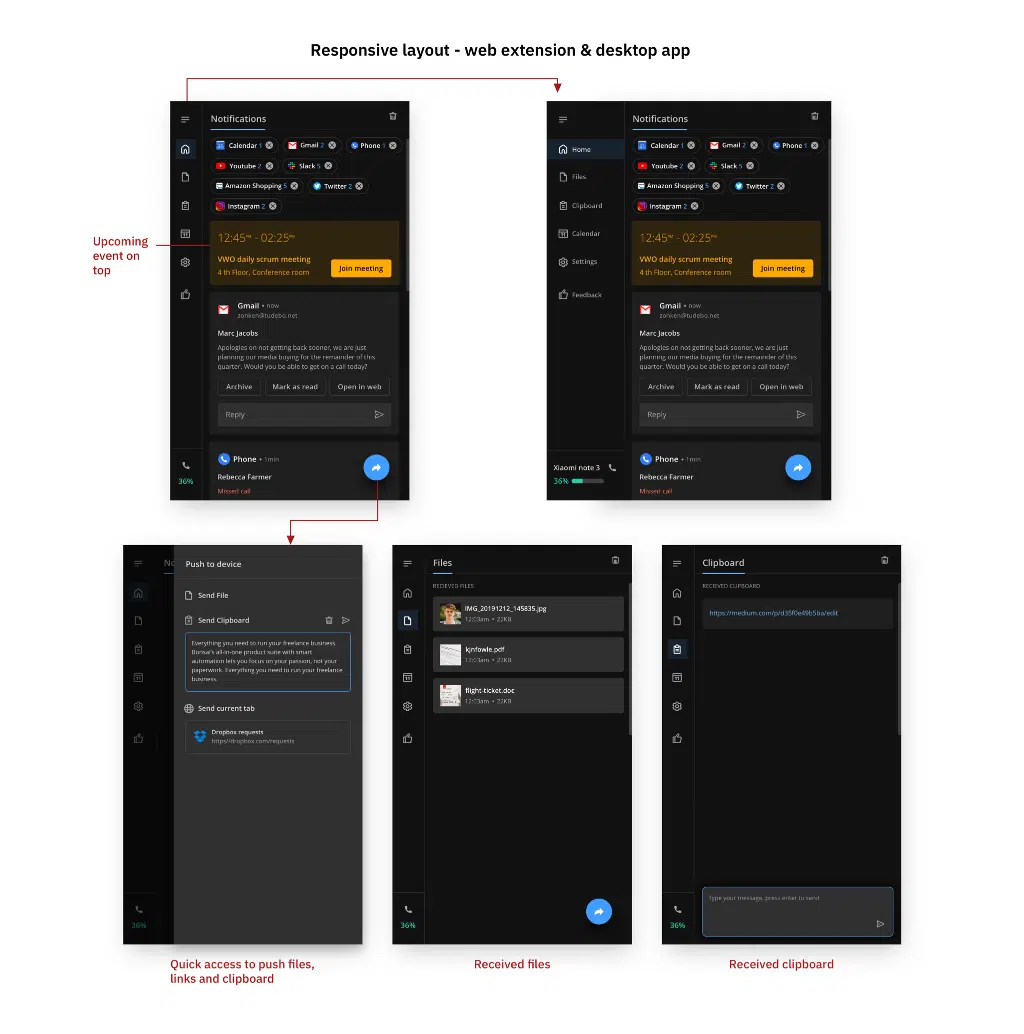 Responsive layout - web extension & desktop app
Notifications
Calendar 1
Gmail 2
Phone 1
Youtube 2
Slack 5
Amazon Shopping 5
Twitter 2
Instagram 2
12:45PM - 02:25PM
VWO daily scrum meeting
4 th Floor, Conference room
Join meeting
Gmail • now
zonken@tudebo.net
Marc Jacobs
Apologies on not getting back sooner, we are just
planning our media buying for the remainder of this
quarter. Would you be able to get on a call today?
Archive
Mark as read
Open in web
Reply
Phone • 1min
Rebecca Farmer
Missed call
36%
Upcoming
event on
top
Home
Files
Clipboard
Calendar
Settings
Feedback
Xiaomi note 3
36%
Notifications
Calendar 1
Gmail 2
Phone 1
Youtube 2
Slack 5
Amazon Shopping 5
Twitter 2
Instagram 2
12:45PM - 02:25PM
VWO daily scrum meeting
4 th Floor, Conference room
Join meeting
Gmail • now
zonken@tudebo.net
Marc Jacobs
Apologies on not getting back sooner, we are just
planning our media buying for the remainder of this
quarter. Would you be able to get on a call today?
Archive
Mark as read
Open in web
Reply
Phone • 1min
Rebecca Farmer
Missed call
No
36%
Push to device
Send File
Send Clipboard
Everything you need to run your freelance business.
Bonsai's all-in-one product suite with smart
automation lets you focus on your passion, not your
paperwork. Everything you need to run your freelance
business.
Send current tab
Dropbox requests
https//dropbox.com/requests
Quick access to push files,
links and clipboard
Files
RECIEVED FILES
IMG_20191212_145835.jpg
12:03am • 22KB
kjnfowle.pdf
12:03am • 22KB
flight-ticket.doc
12:03am • 22KB
36%
Received files
Clipboard
RECEIVED CLIPBOARD
https://medium.com/p/d35f0e49b5ba/edit
Type your message, press enter to send
36%
Received clipboard